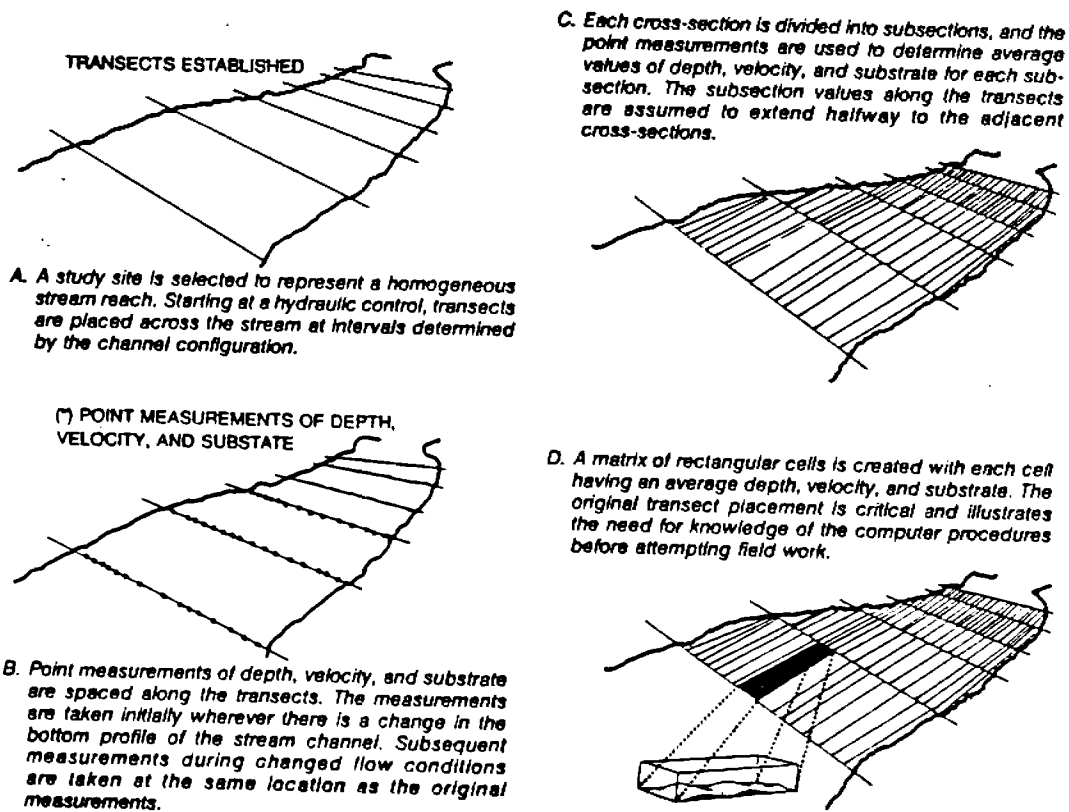 TRANSECTS ESTABLISHED
A. A study site is selected to represent a homogeneous
stream reach. Starting at a hydraulic control, transects
are placed across the stream at intervals determined
by the channel configuration.
(*) POINT MEASUREMENTS OF DEPTH,
VELOCITY, AND SUBSTATE
B. Point measurements of depth, velocity, and substrate
are spaced along the transects. The measurements
are taken initially wherever there is a change in the
bottom profile of the stream channel. Subsequent
measurements during changed flow conditions
are taken at the same location as the original
measurements.
C. Each cross-section is divided into subsections, and the
point measurements are used to determine average
values of depth, velocity, and substrate for each sub-
section. The subsection values along the transects
are assumed to extend halfway to the adjacent
cross-sections.
D. A matrix of rectangular cells is created with each cell
having an average depth, velocity, and substrate. The
original transect placement is critical and illustrates
the need for knowledge of the computer procedures
before attempting field work.